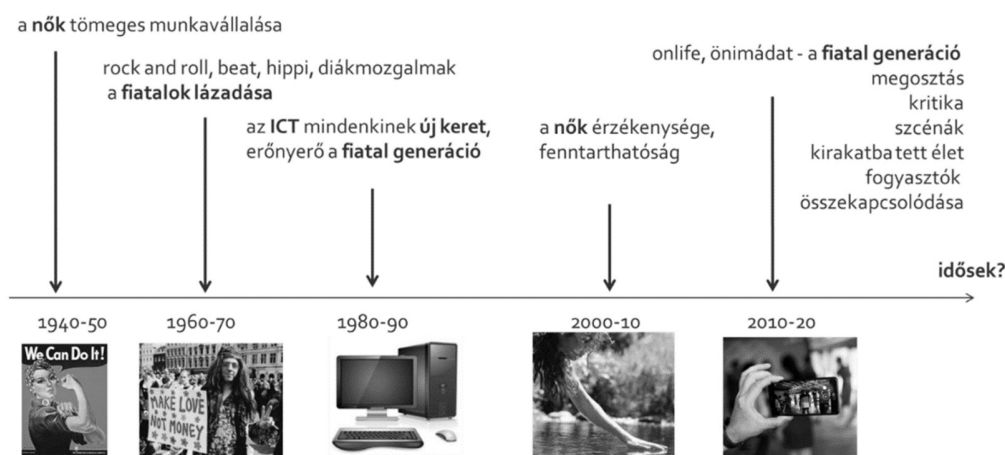 a nők tömeges munkavállalása
rock and roll, beat, hippi, diákmozgalmak
a fiatalok lázadása
az ICT mindenkinek új keret,
erőnyerő a fiatal generáció
a nők érzékenysége,
fenntarthatóság
onlife, önimádat - a fiatal generáció
megosztás
kritika
szcénák
kirakatba tett élet
fogyasztók
összekapcsolódása
idősek?
1940-50
1960-70
1980-90
2000-10
2010-20
We Can Do It!
MAKE LOVE
NOT MONEY